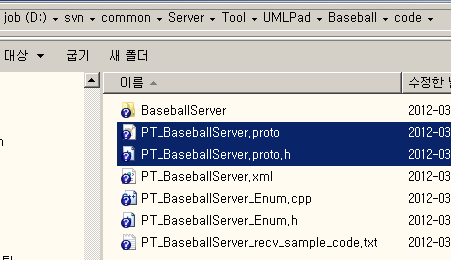 job (D:) ▾ svn ▾ common ▾ Server ▾ Tool ▾ UMLPad ▾ Baseball ▾ code ▾
대상 ▾ 굽기 새 폴더
이름 수정한 날
BaseballServer 2012-03
PT_BaseballServer.proto 2012-03
PT_BaseballServer.proto.h 2012-03
PT_BaseballServer.xml 2012-03
PT_BaseballServer_Enum.cpp 2012-03
PT_BaseballServer_Enum.h 2012-03
PT_BaseballServer_recv_sample_code.txt 2012-03